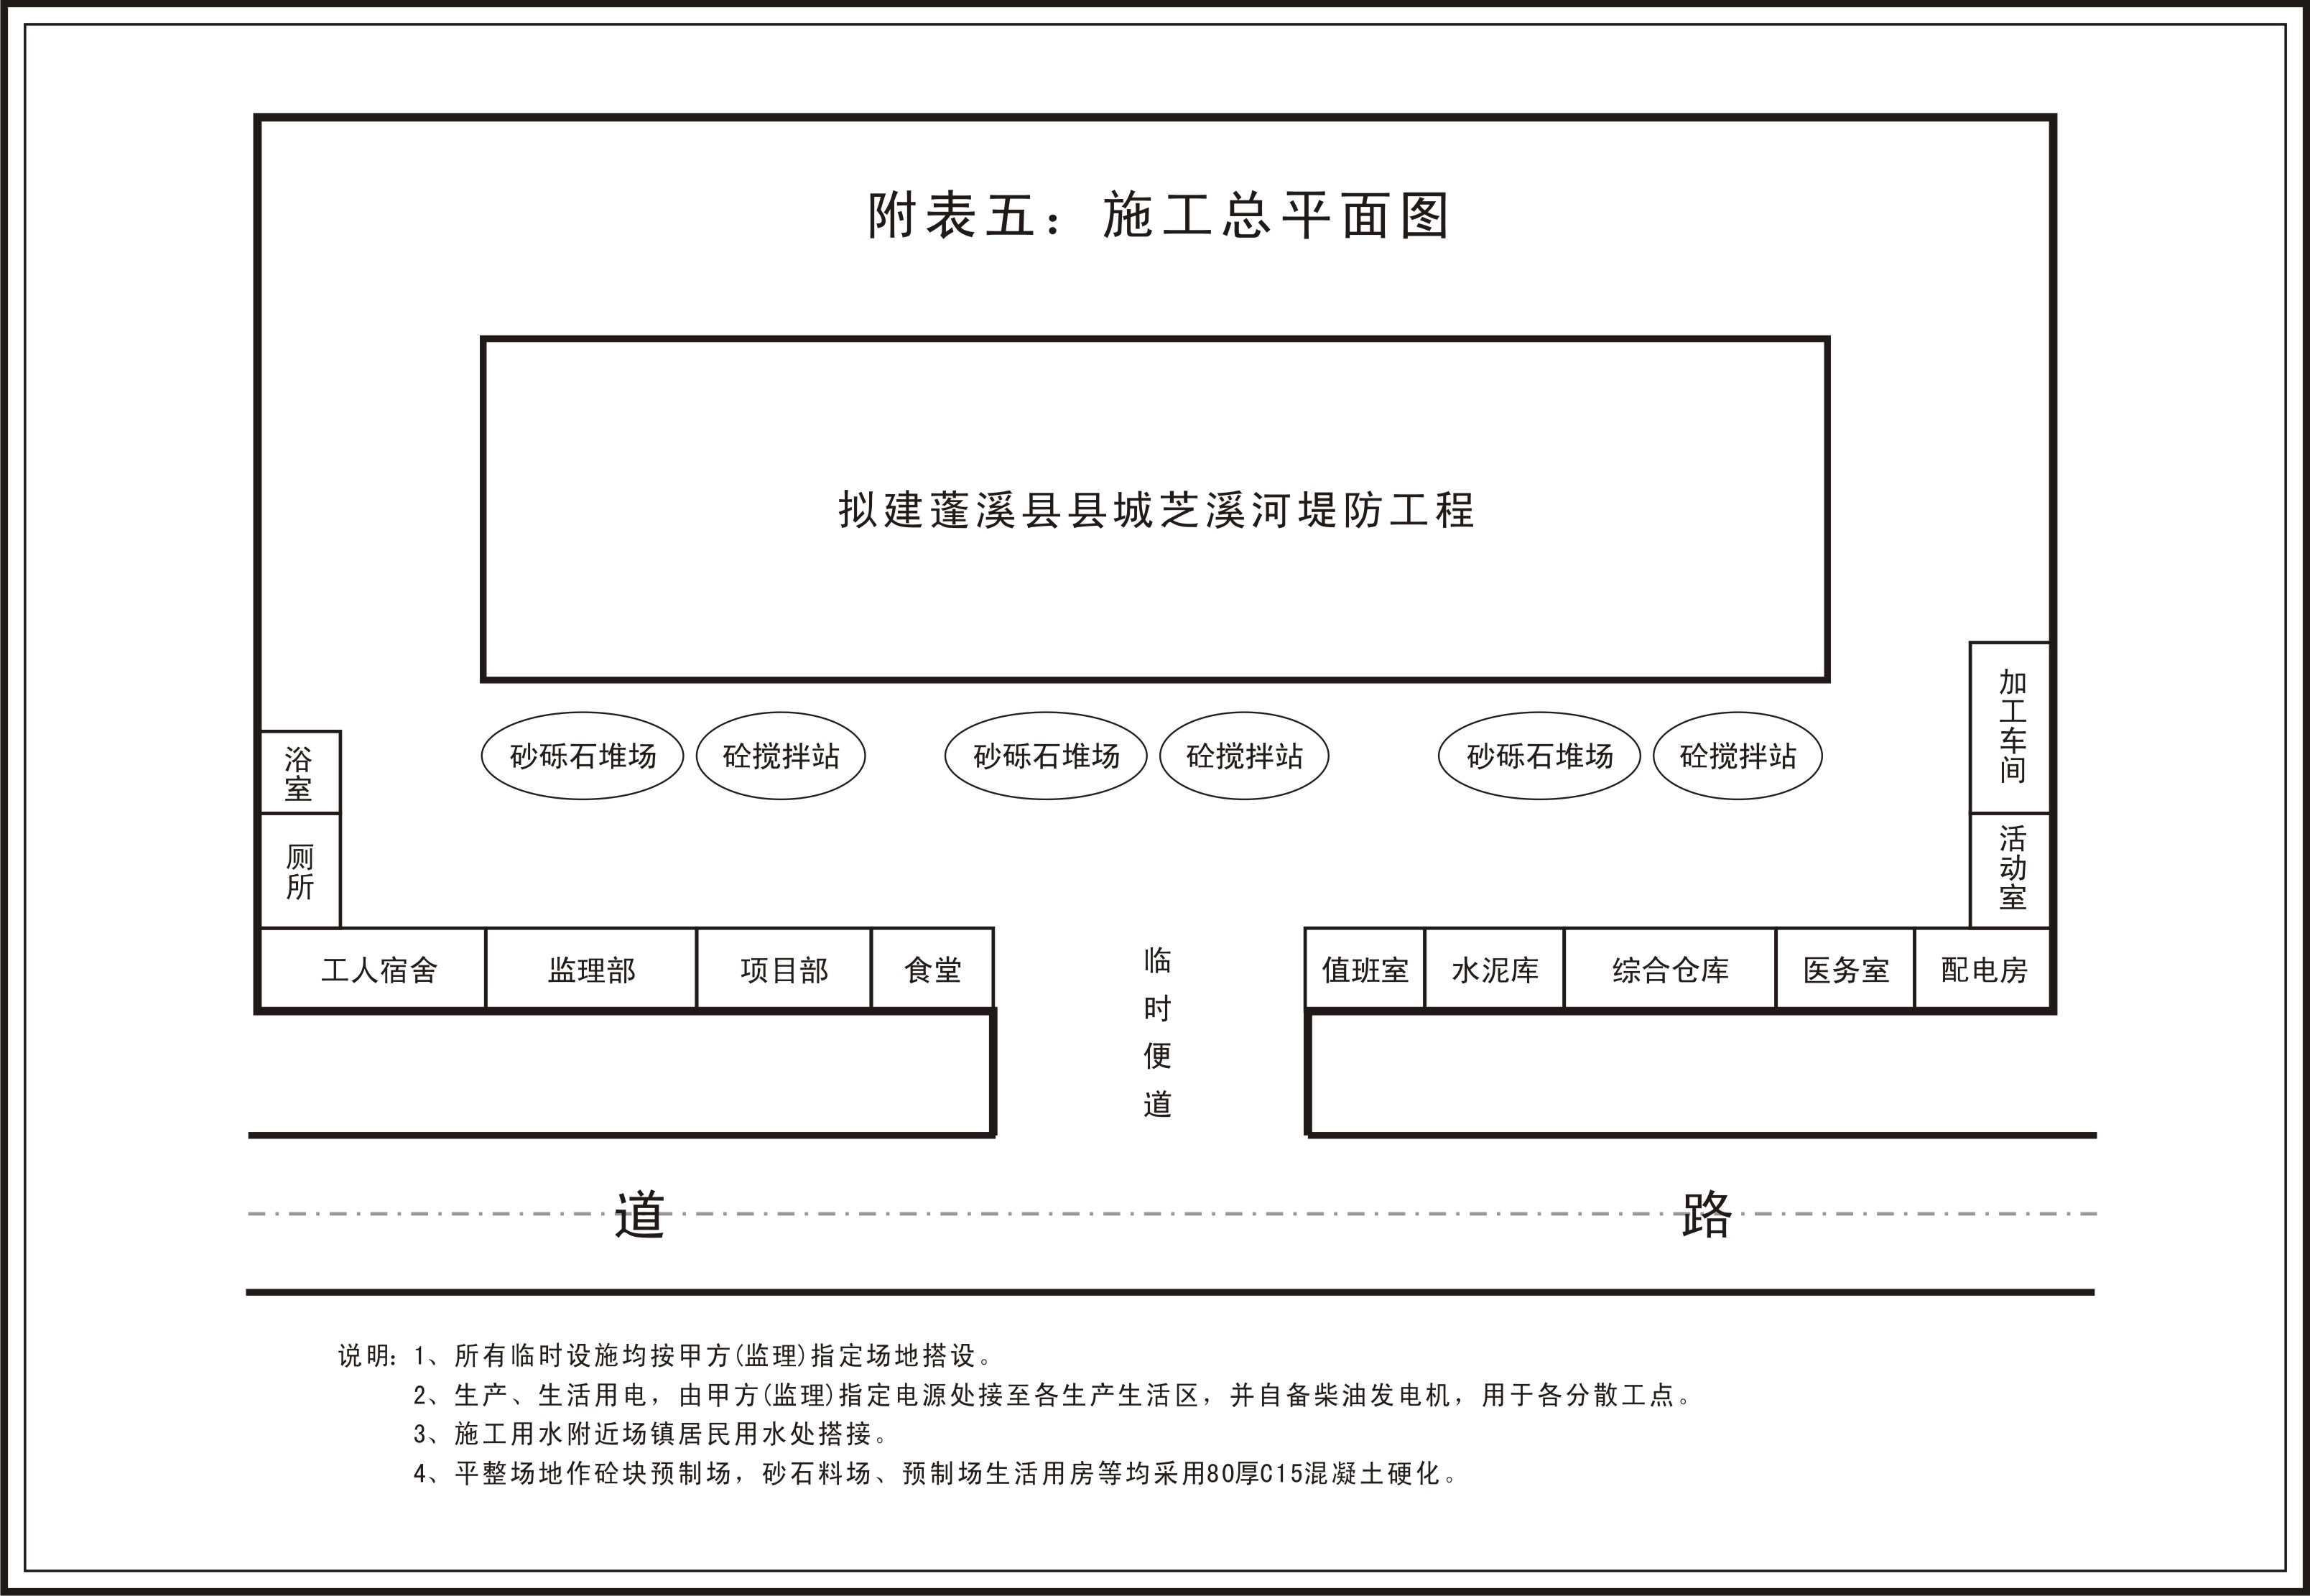 附表五：施工总平面图
拟建蓬溪县县城芝溪河堤防工程
砂砾石堆场
砼搅拌站
砂砾石堆场
砼搅拌站
砂砾石堆场
砼搅拌站
加工车间
浴室
厕所
活动室
工人宿舍
监理部
项目部
食堂
临时便道
值班室
水泥库
综合仓库
医务室
配电房
道路
说明：1、所有临时设施均按甲方(监理)指定场地搭设。
2、生产、生活用电，由甲方(监理)指定电源处接至各生产生活区，并自备柴油发电机，用于各分散工点。
3、施工用水附近场镇居民用水处搭接。
4、平整场地作砼块预制场，砂石料场、预制场生活用房等均采用80厚C15混凝土硬化。